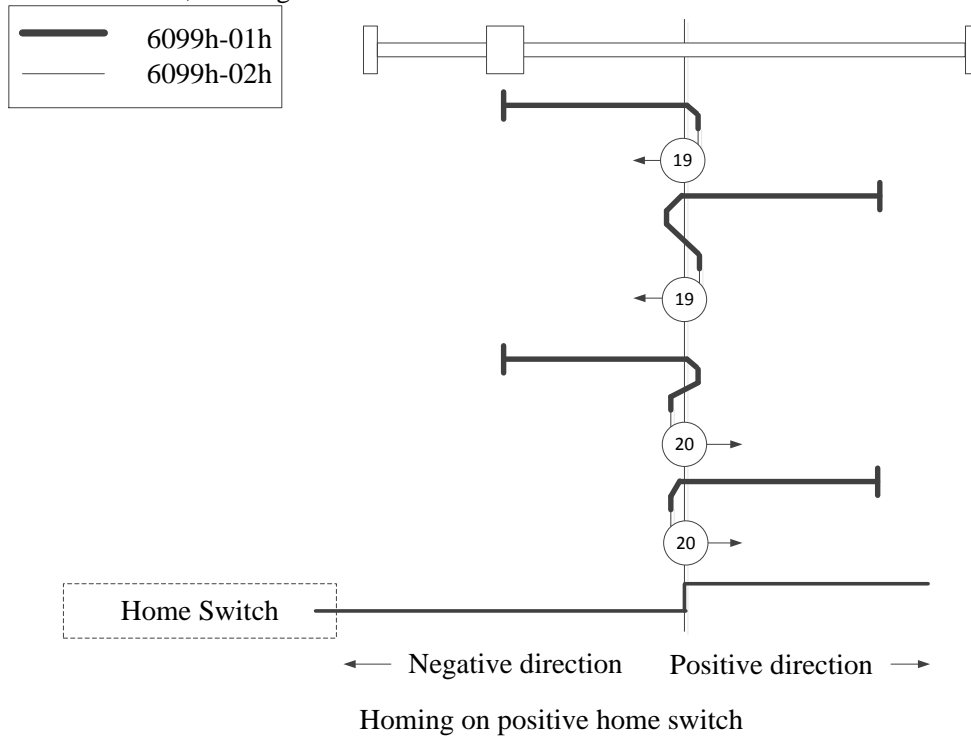 6099h-01h
6099h-02h
19
19
20
20
Home Switch
Negative direction
Positive direction
Homing on positive home switch